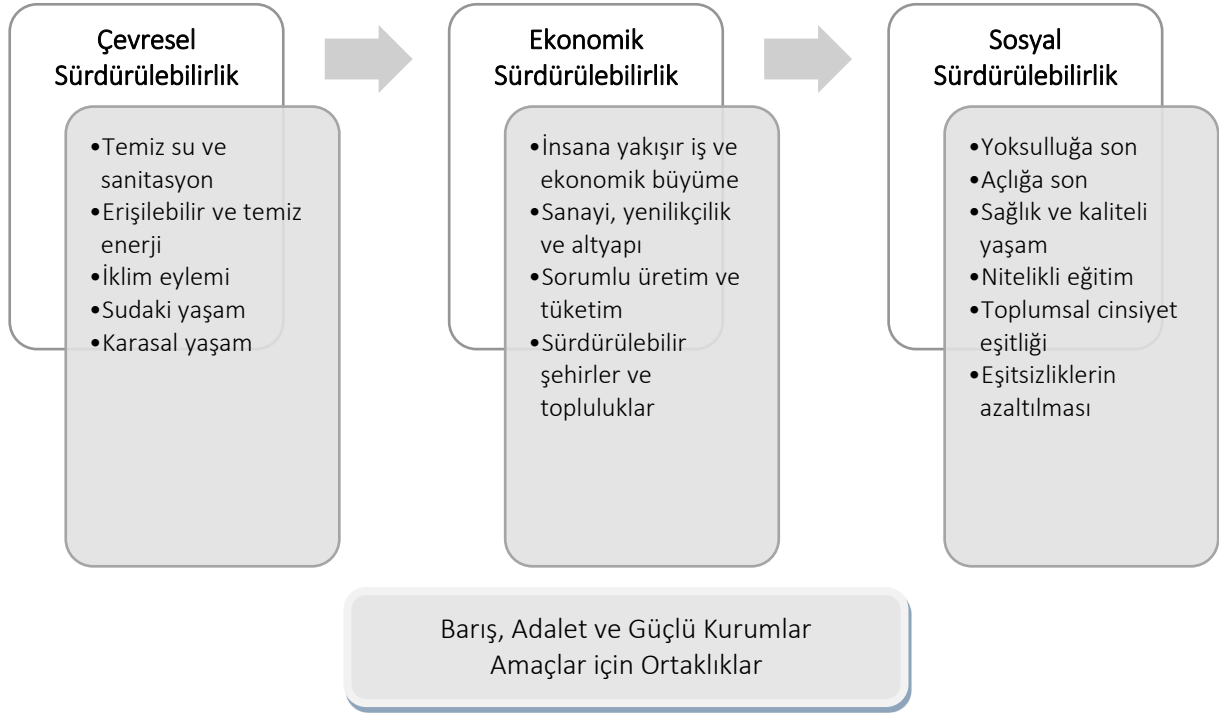 Çevresel
Sürdürülebilirlik
•Temiz su ve
sanitasyon
•Erişilebilir ve temiz
enerji
•İklim eylemi
•Sudaki yaşam
•Karasal yaşam
Ekonomik
Sürdürülebilirlik
•İnsana yakışır iş ve
ekonomik büyüme
•Sanayi, yenilikçilik
ve altyapı
•Sorumlu üretim ve
tüketim
•Sürdürülebilir
şehirler ve
topluluklar
Sosyal
Sürdürülebilirlik
•Yoksulluğa son
•Açlığa son
•Sağlık ve kaliteli
yaşam
•Nitelikli eğitim
•Toplumsal cinsiyet
eşitliği
•Eşitsizliklerin
azaltılması
Barış, Adalet ve Güçlü Kurumlar
Amaçlar için Ortaklıklar